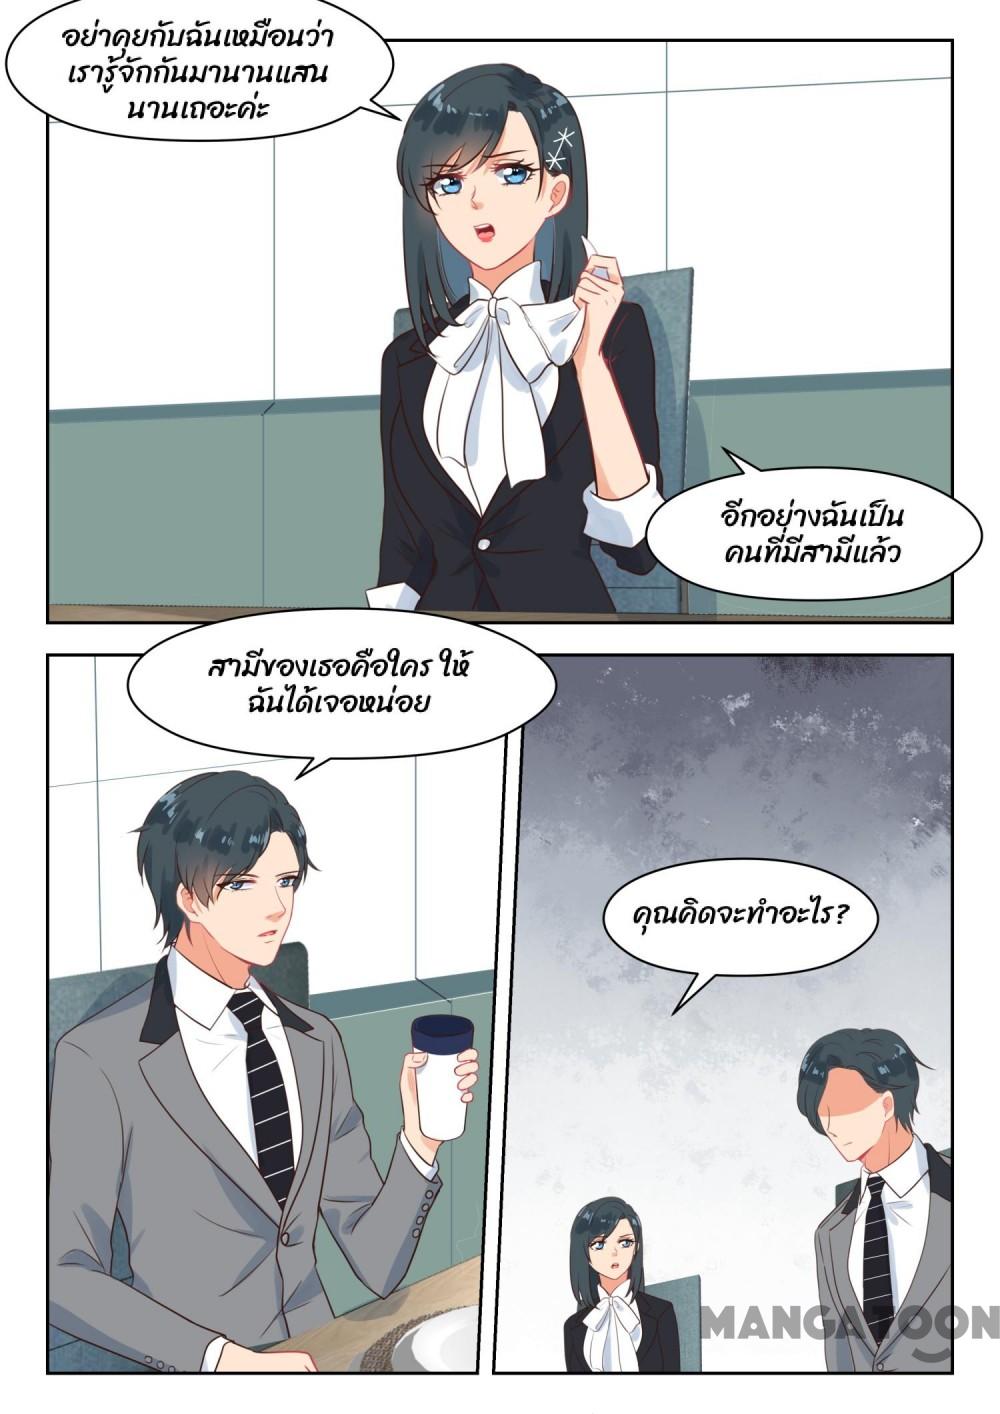 อย่าคุยกับฉันเหมือนว่า
เรารู้จักกันมานานแสน
นานเถอะค่ะ
อีกอย่างฉันเป็น
คนที่มีสามีแล้ว
สามีของเธอคือใคร ให้
ฉันได้เจอหน่อย
คุณคิดจะทำอะไร?
MANGATOON